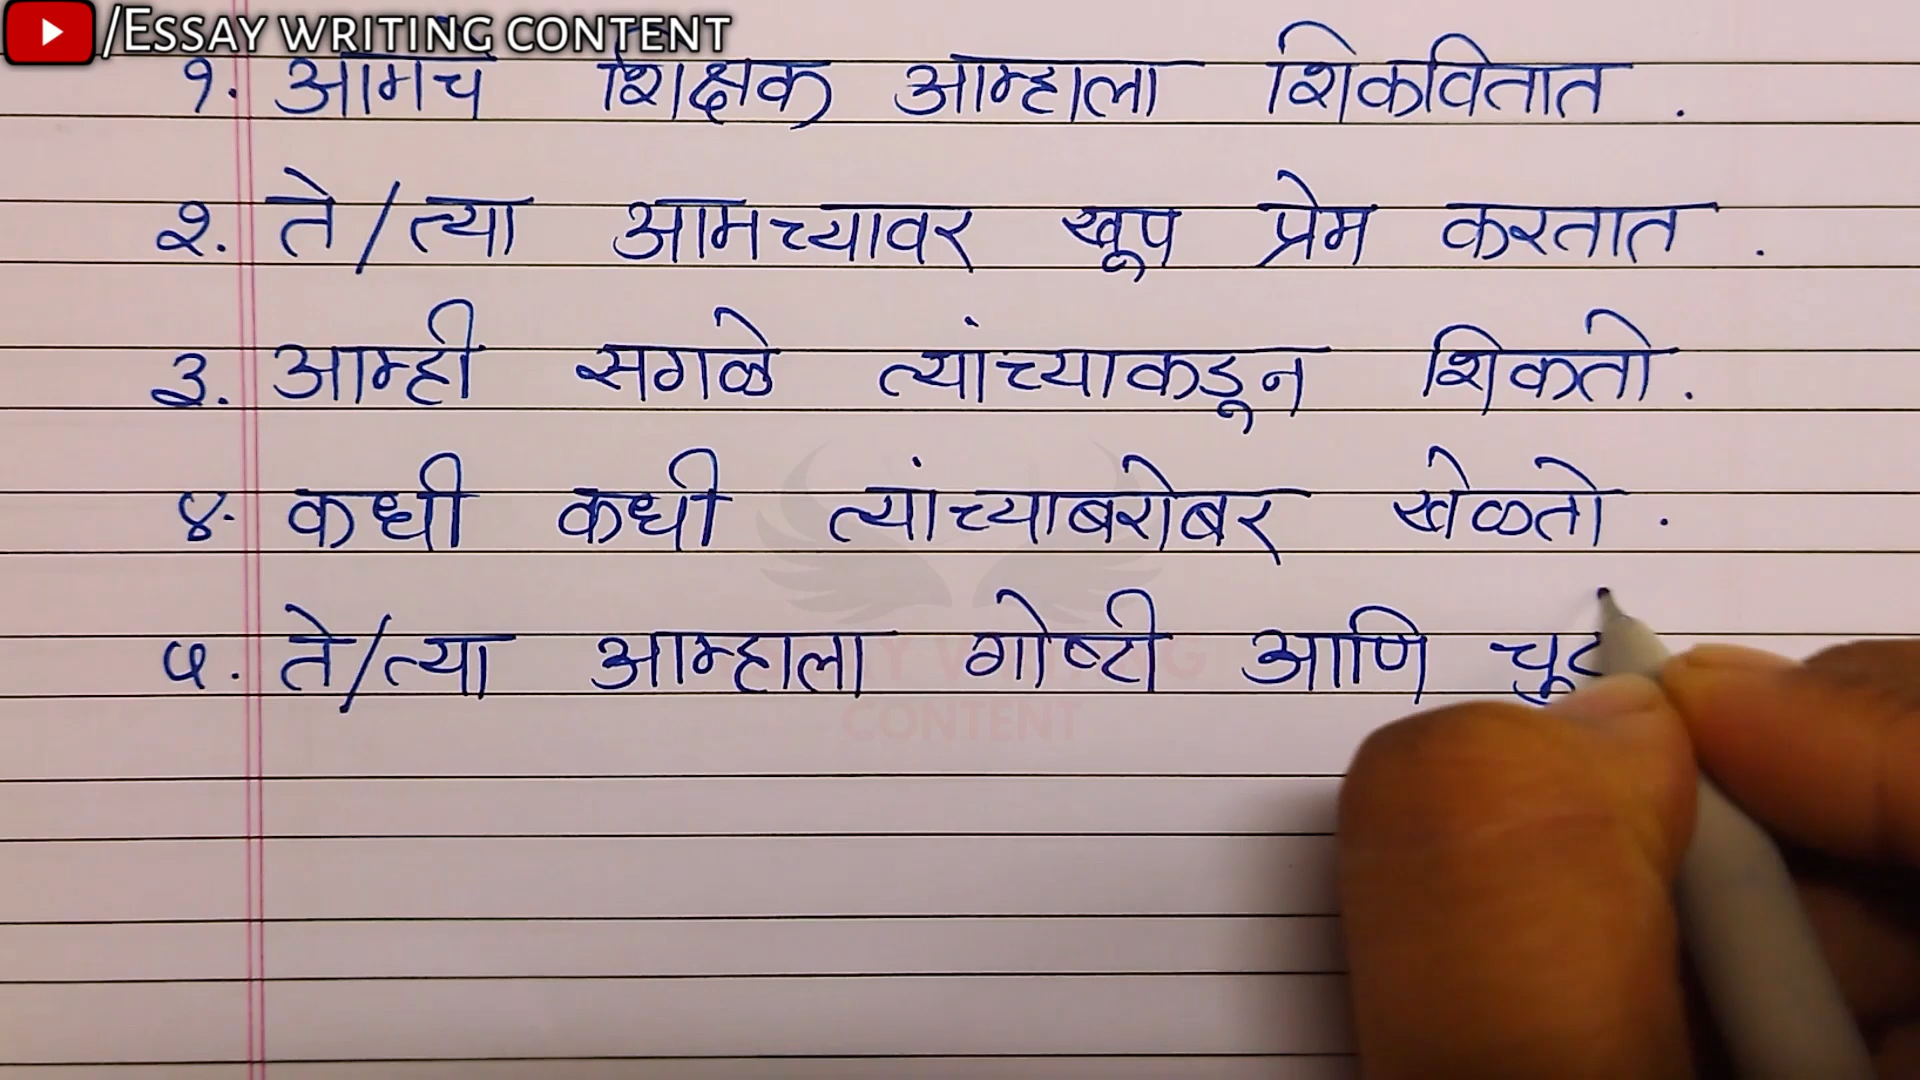 /ESSAY WRITING CONTENT
१. आमचे शिक्षक आम्हाला शिकवितात .
२. ते/त्या आमच्यावर खूप प्रेम करतात .
३. आम्ही सगळे त्यांच्याकडून शिकतो .
४. कधी कधी त्यांच्याबरोबर खेळतो .
५. ते/त्या आम्हाला गोष्टी आणि